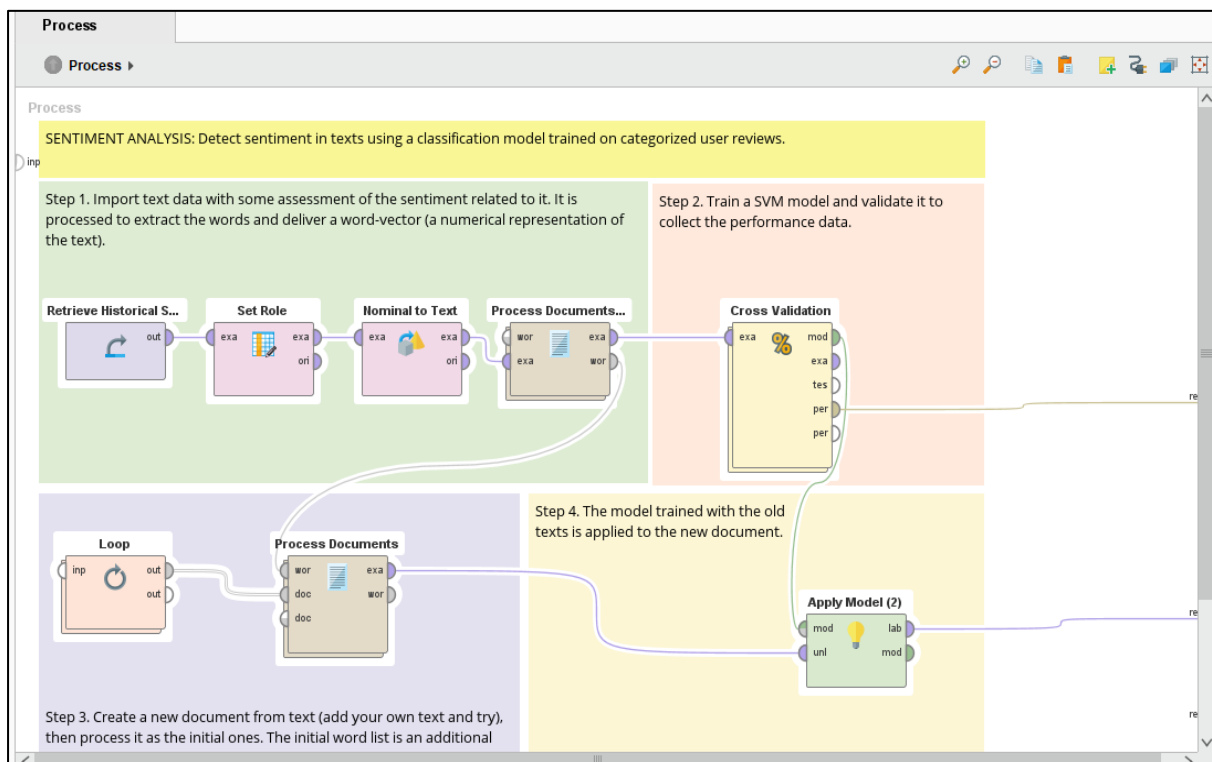 Process
Process
Process
inp
SENTIMENT ANALYSIS: Detect sentiment in texts using a classification model trained on categorized user reviews.
Step 1. Import text data with some assessment of the sentiment related to it. It is
processed to extract the words and deliver a word-vector (a numerical representation of
the text).
Step 2. Train a SVM model and validate it to
collect the performance data.
Retrieve Historical S...
out
Set Role
exa exa
ori
Nominal to Text
exa exa
ori
Process Documents...
wor exa
exa wor
Cross Validation
exa mod
exa
tes
per
per
re
Step 4. The model trained with the old
texts is applied to the new document.
Loop
inp out
out
Process Documents
wor exa
doc wor
doc
Apply Model (2)
mod lab
unl mod
re
Step 3. Create a new document from text (add your own text and try),
then process it as the initial ones. The initial word list is an additional
re